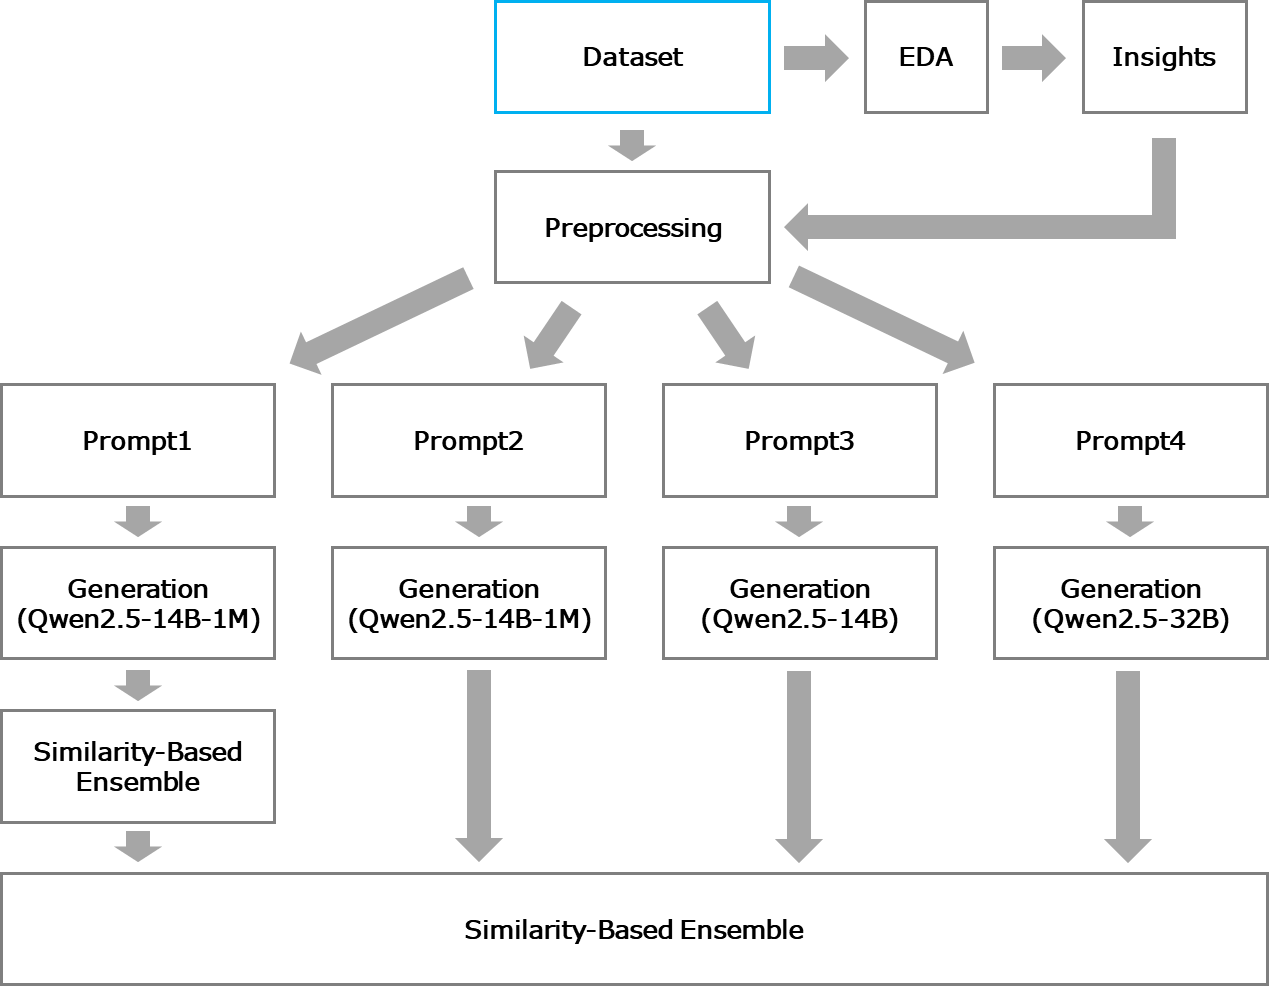 Dataset
EDA
Insights
Preprocessing
Prompt1
Prompt2
Prompt3
Prompt4
Generation
(Qwen2.5-14B-1M)
Generation
(Qwen2.5-14B-1M)
Generation
(Qwen2.5-14B)
Generation
(Qwen2.5-32B)
Similarity-Based
Ensemble
Similarity-Based Ensemble